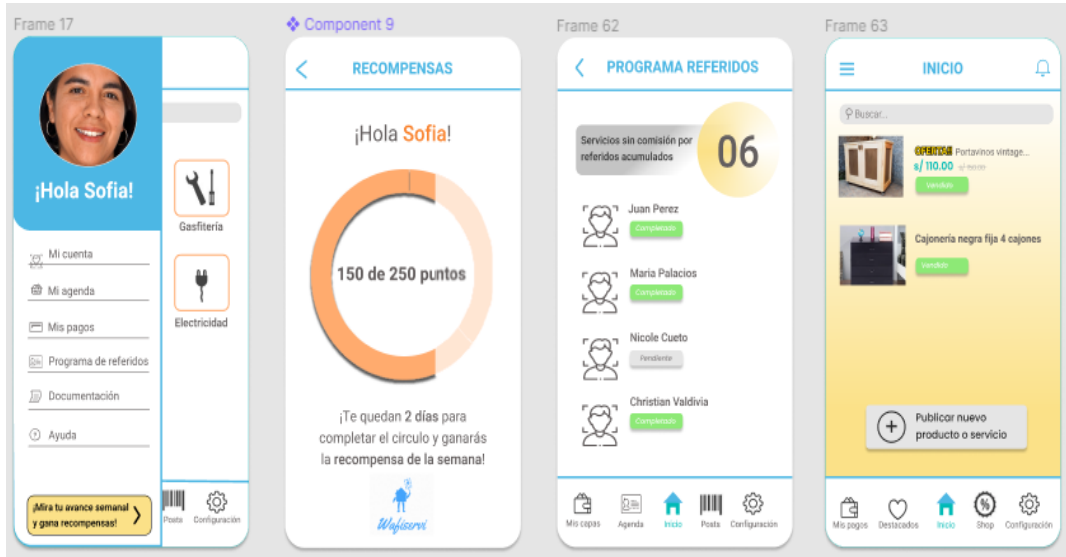 Frame 17
¡Hola Sofia!
Mi cuenta
Mi agenda
Mis pagos
Programa de referidos
Documentación
Ayuda
¡Mira tu avance semanal
y gana recompensas!
Gasfitería
Electricidad
Posts
Configuración
Component 9
RECOMPENSAS
¡Hola Sofia!
150 de 250 puntos
¡Te quedan 2 días para
completar el circulo y ganarás
la recompensa de la semana!
Wafiservi
Frame 62
PROGRAMA REFERIDOS
Servicios sin comisión por
referidos acumulados
06
Juan Perez
Completado
Maria Palacios
Completado
Nicole Cueto
Pendiente
Christian Valdivia
Completado
Mis capas
Agenda
Inicio
Posts
Configuración
Frame 63
INICIO
Buscar...
OFERTA!! Portavinos vintage...
s/ 110.00
Vendido
Cajonería negra fija 4 cajones
Vendido
Publicar nuevo
producto o servicio
Mis pagos
Destacados
Inicio
Shop
Configuración